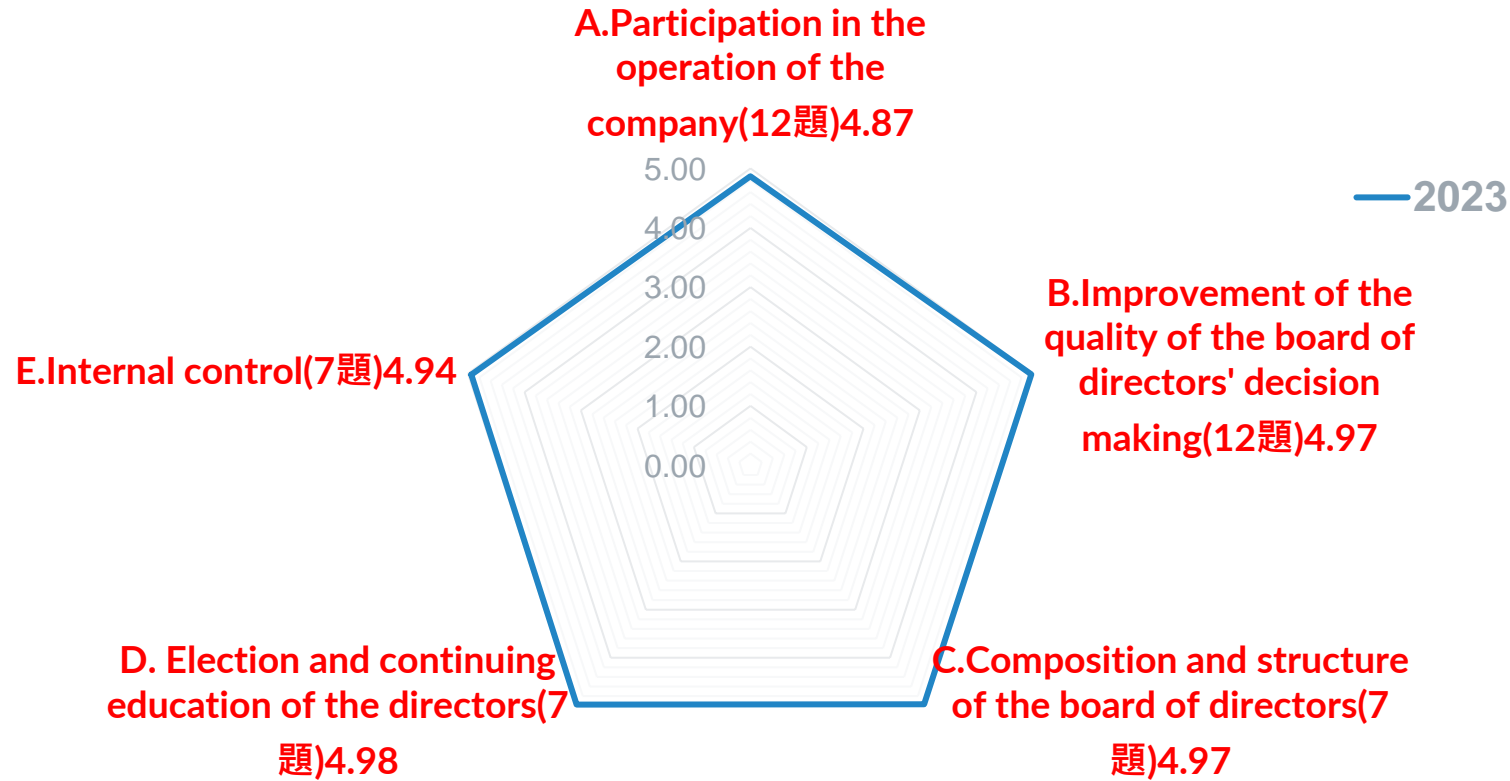 A.Participation in the
operation of the
company(12題)4.87
5.00
4.00
3.00
2.00
1.00
0.00
2023
B.Improvement of the
quality of the board of
directors' decision
making(12題)4.97
E.Internal control(7題)4.94
D. Election and continuing
education of the directors(7
題)4.98
C.Composition and structure
of the board of directors(7
題)4.97